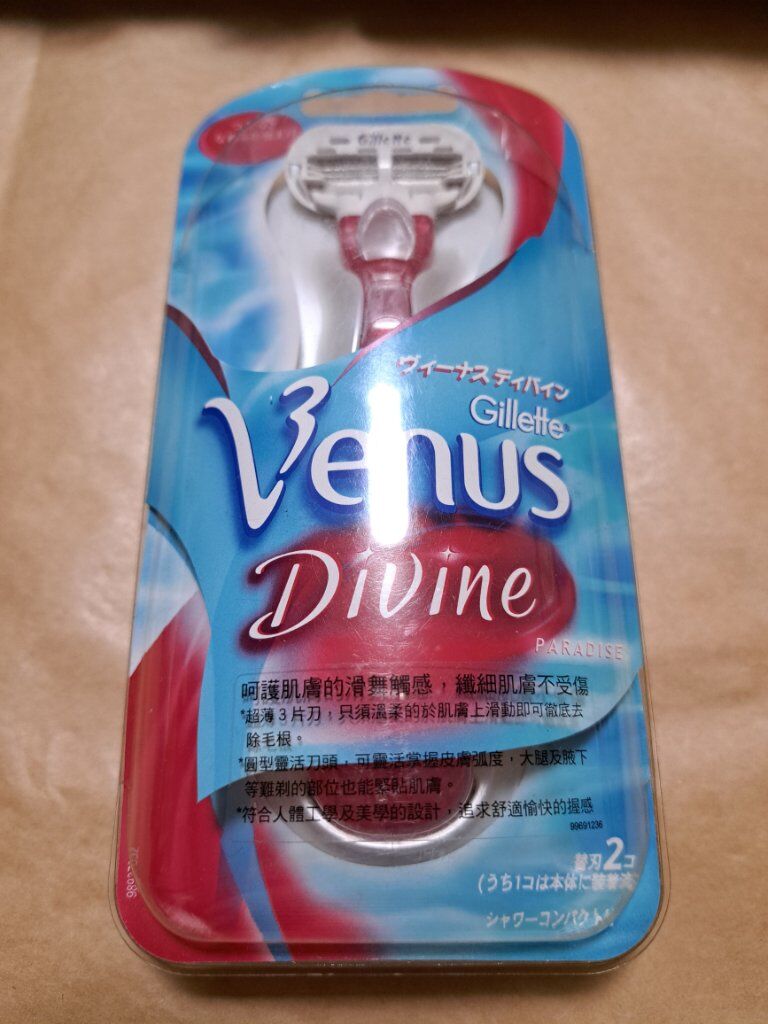 Gillette
ヴィーナス ディバイン
Gillette®
Venus
3
Divine
PARADISE
呵護肌膚的滑舞觸感，纖細肌膚不受傷
*超薄3片刀，只須溫柔的於肌膚上滑動即可徹底去
除毛根。
*圓型靈活刀頭，可靈活掌握皮膚弧度，大腿及腋下
等難剃的部位也能緊貼肌膚。
*符合人體工學及美學的設計，追求舒適愉快的握感
99691236
替刃2コ
(うち1コは本体に装着済
シャワーコンパクト